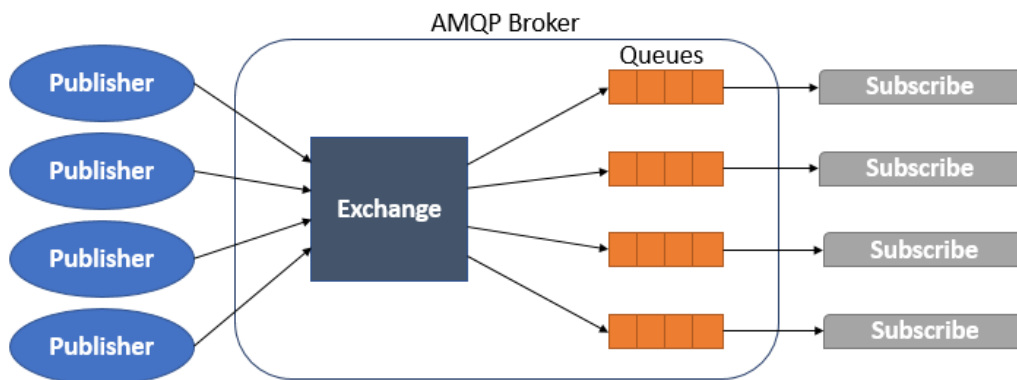 AMQP Broker
Queues
Publisher
Subscribe
Publisher
Subscribe
Exchange
Publisher
Subscribe
Publisher
Subscribe